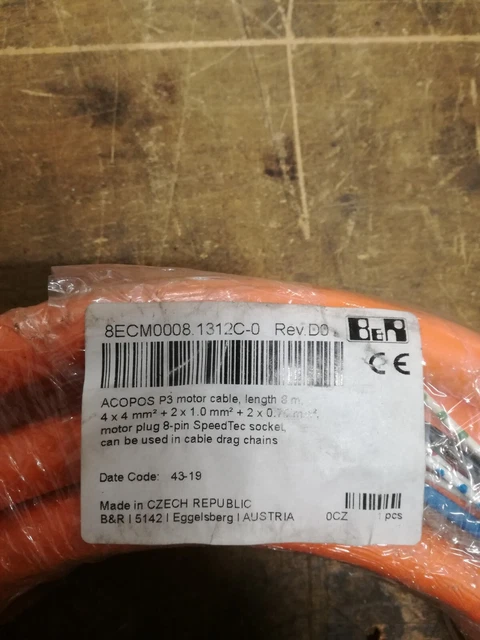 8ECM0008.1312C-0 Rev.D0 B&R
CE
ACOPOS P3 motor cable, length 8 m,
4 x 4 mm² + 2 x 1.0 mm² + 2 x mm²,
motor plug 8-pin SpeedTec socket,
can be used in cable drag chains
Date Code: 43-19
Made in CZECH REPUBLIC
B&R | 5142 | Eggelsberg | AUSTRIA 0CZ 1 pcs